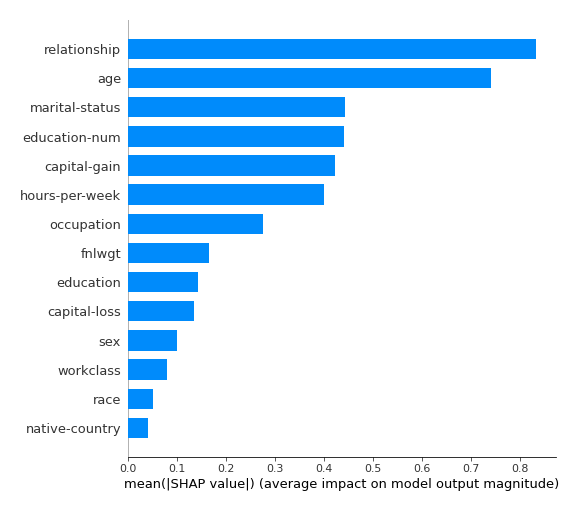 relationship
age
marital-status
education-num
capital-gain
hours-per-week
occupation
fnlwgt
education
capital-loss
sex
workclass
race
native-country
0.0 0.1 0.2 0.3 0.4 0.5 0.6 0.7 0.8
mean(|SHAP value|) (average impact on model output magnitude)